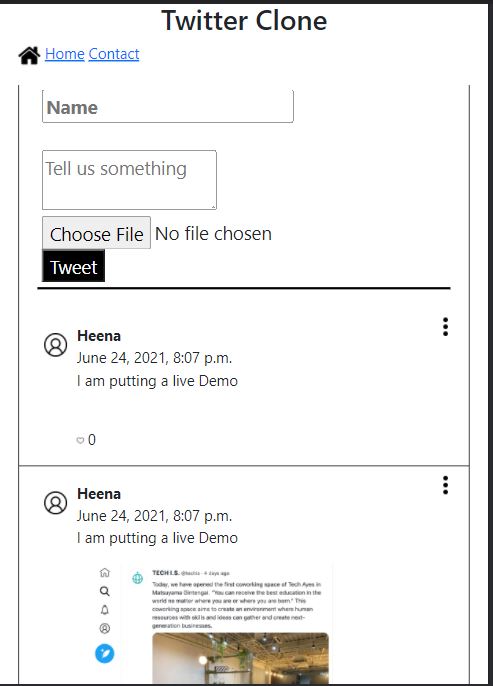 Twitter Clone
Home Contact
Name
Tell us something
Choose File No file chosen
Tweet
Heena
June 24, 2021, 8:07 p.m.
I am putting a live Demo
0
Heena
June 24, 2021, 8:07 p.m.
I am putting a live Demo
TECH I.S. @techis · 4 days ago
Today, we have opened the first coworking space of Tech Ayes in
Matsuyama Gintengai. "You can receive the best education in the
world no matter where you are or where you are born." This
coworking space aims to create an environment where human
resources with skills and ideas can gather and create next-
generation businesses.